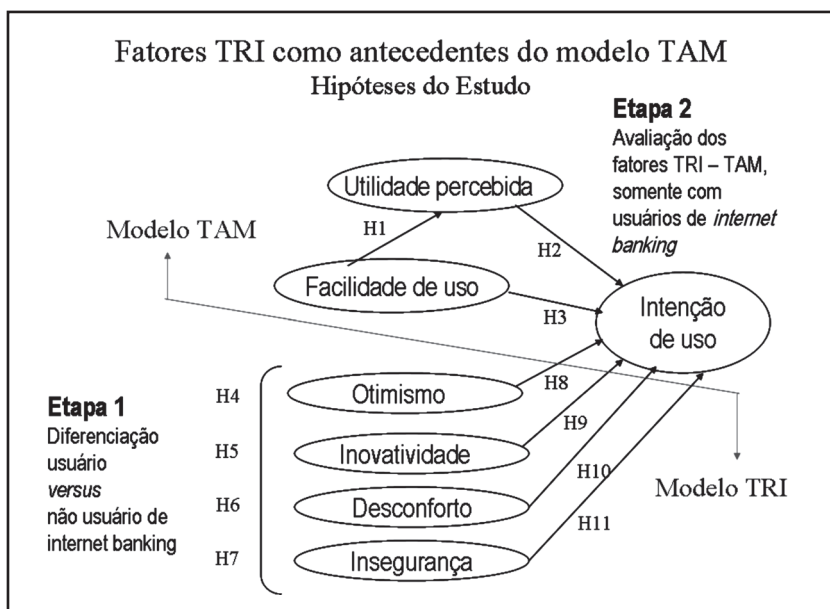 Fatores TRI como antecedentes do modelo TAM
Hipóteses do Estudo
Etapa 2
Avaliação dos
fatores TRI – TAM,
somente com
usuários de internet
banking
Utilidade percebida
Modelo TAM
H1
H2
Facilidade de uso
H3
Intenção
de uso
H4
Otimismo
H8
Etapa 1
Diferenciação
usuário
versus
não usuário de
internet banking
H5
Inovatividade
H9
H6
Desconforto
H10
Modelo TRI
H7
Insegurança
H11